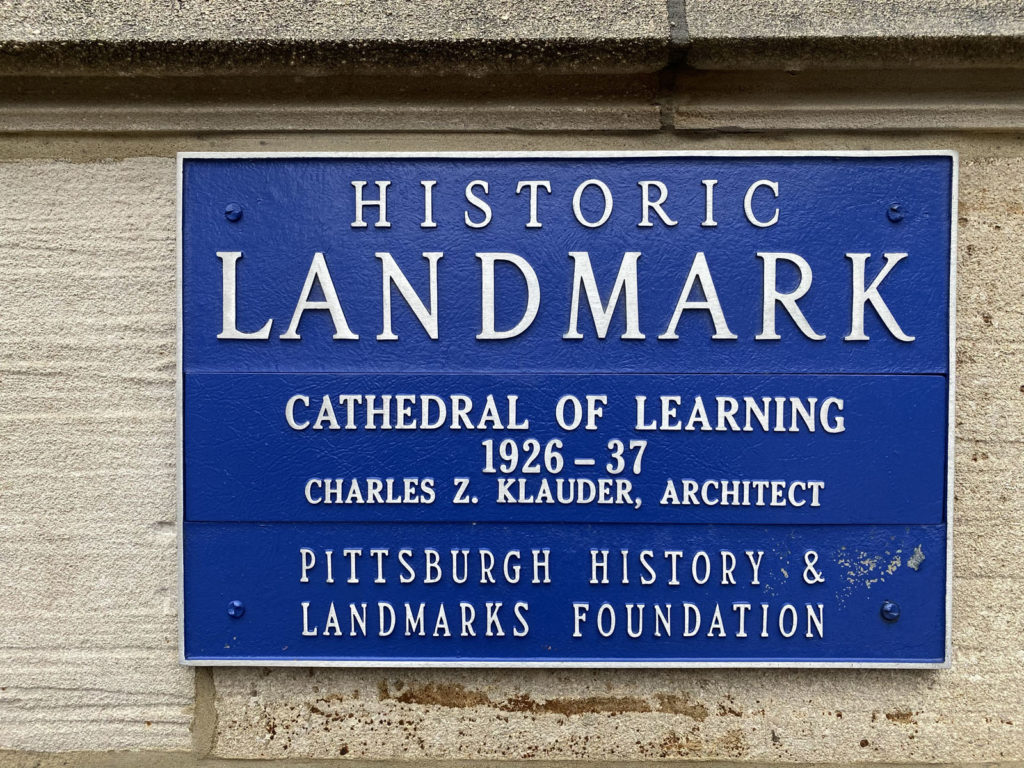 HISTORIC
LANDMARK
CATHEDRAL OF LEARNING
1926 – 37
CHARLES Z. KLAUDER, ARCHITECT
PITTSBURGH HISTORY &
LANDMARKS FOUNDATION